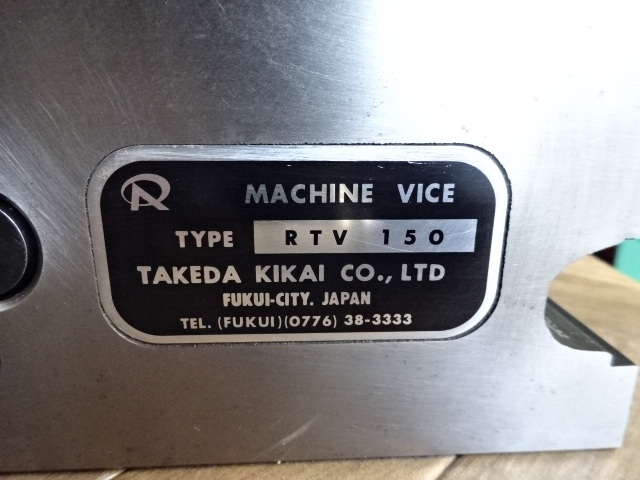 MACHINE VICE
TYPE RTV 150
TAKEDA KIKAI CO., LTD
FUKUI-CITY. JAPAN
TEL. (FUKUI)(0776) 38-3333